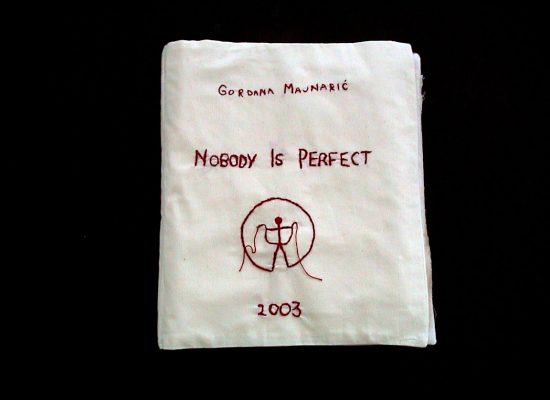 GORDANA MAJNARIĆ
NOBODY IS PERFECT
2003